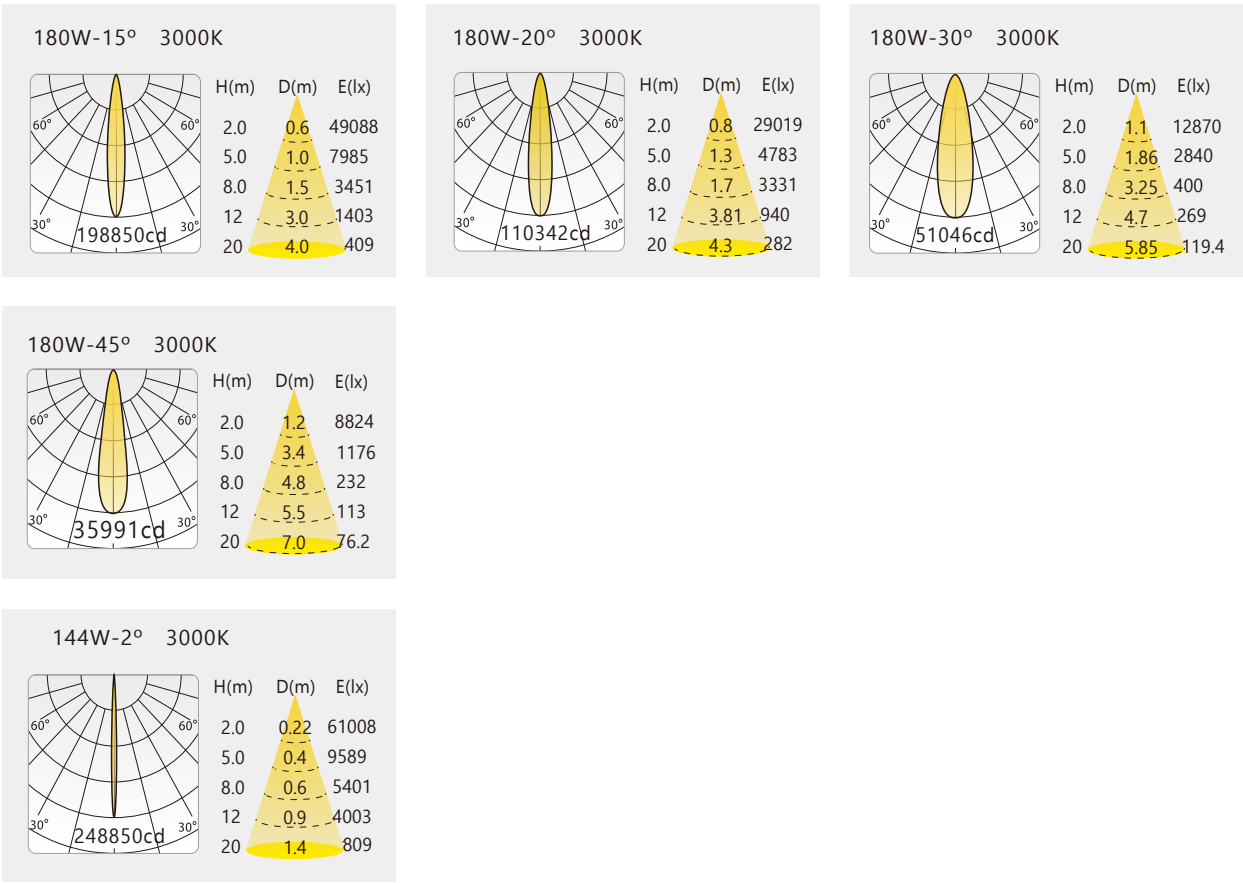 180W-15º 3000K
H(m) D(m) E(lx)
2.0 0.6 49088
5.0 1.0 7985
8.0 1.5 3451
12 3.0 1403
20 4.0 409
60° 60°
30° 30°
198850cd
180W-20º 3000K
H(m) D(m) E(lx)
2.0 0.8 29019
5.0 1.3 4783
8.0 1.7 3331
12 3.81 940
20 4.3 282
60° 60°
30° 30°
110342cd
180W-30º 3000K
H(m) D(m) E(lx)
2.0 1.1 12870
5.0 1.86 2840
8.0 3.25 400
12 4.7 269
20 5.85 119.4
60° 60°
30° 30°
51046cd
180W-45º 3000K
H(m) D(m) E(lx)
2.0 1.2 8824
5.0 3.4 1176
8.0 4.8 232
12 5.5 113
20 7.0 76.2
60° 60°
30° 30°
35991cd
144W-2º 3000K
H(m) D(m) E(lx)
2.0 0.22 61008
5.0 0.4 9589
8.0 0.6 5401
12 0.9 4003
20 1.4 809
60° 60°
30° 30°
248850cd